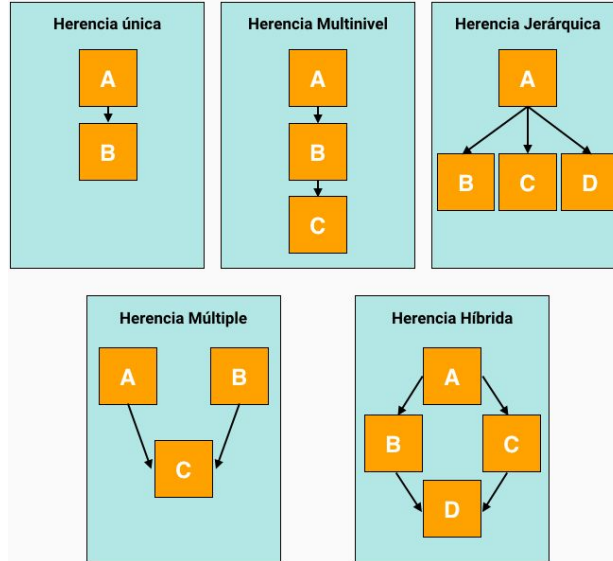 Herencia única
A
B
Herencia Multinivel
A
B
C
Herencia Jerárquica
A
B C D
Herencia Múltiple
A B
C
Herencia Híbrida
A
B C
D